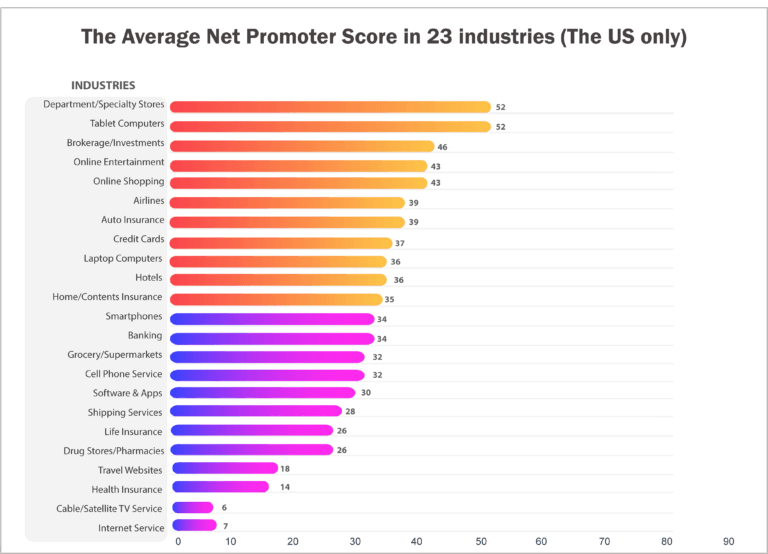 The Average Net Promoter Score in 23 industries (The US only)
INDUSTRIES
Department/Specialty Stores 52
Tablet Computers 52
Brokerage/Investments 46
Online Entertainment 43
Online Shopping 43
Airlines 39
Auto Insurance 39
Credit Cards 37
Laptop Computers 36
Hotels 36
Home/Contents Insurance 35
Smartphones 34
Banking 34
Grocery/Supermarkets 32
Cell Phone Service 32
Software & Apps 30
Shipping Services 28
Life Insurance 26
Drug Stores/Pharmacies 26
Travel Websites 18
Health Insurance 14
Cable/Satellite TV Service 6
Internet Service 7
0 10 20 30 40 50 60 70 80 90